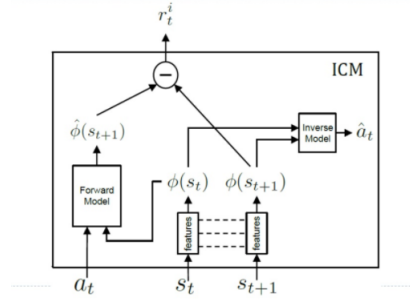 r_t^i
ICM
−
Inverse Model
â_t
ϕ̂(s_{t+1})
ϕ(s_t) ϕ(s_{t+1})
Forward Model
features features
a_t s_t s_{t+1}